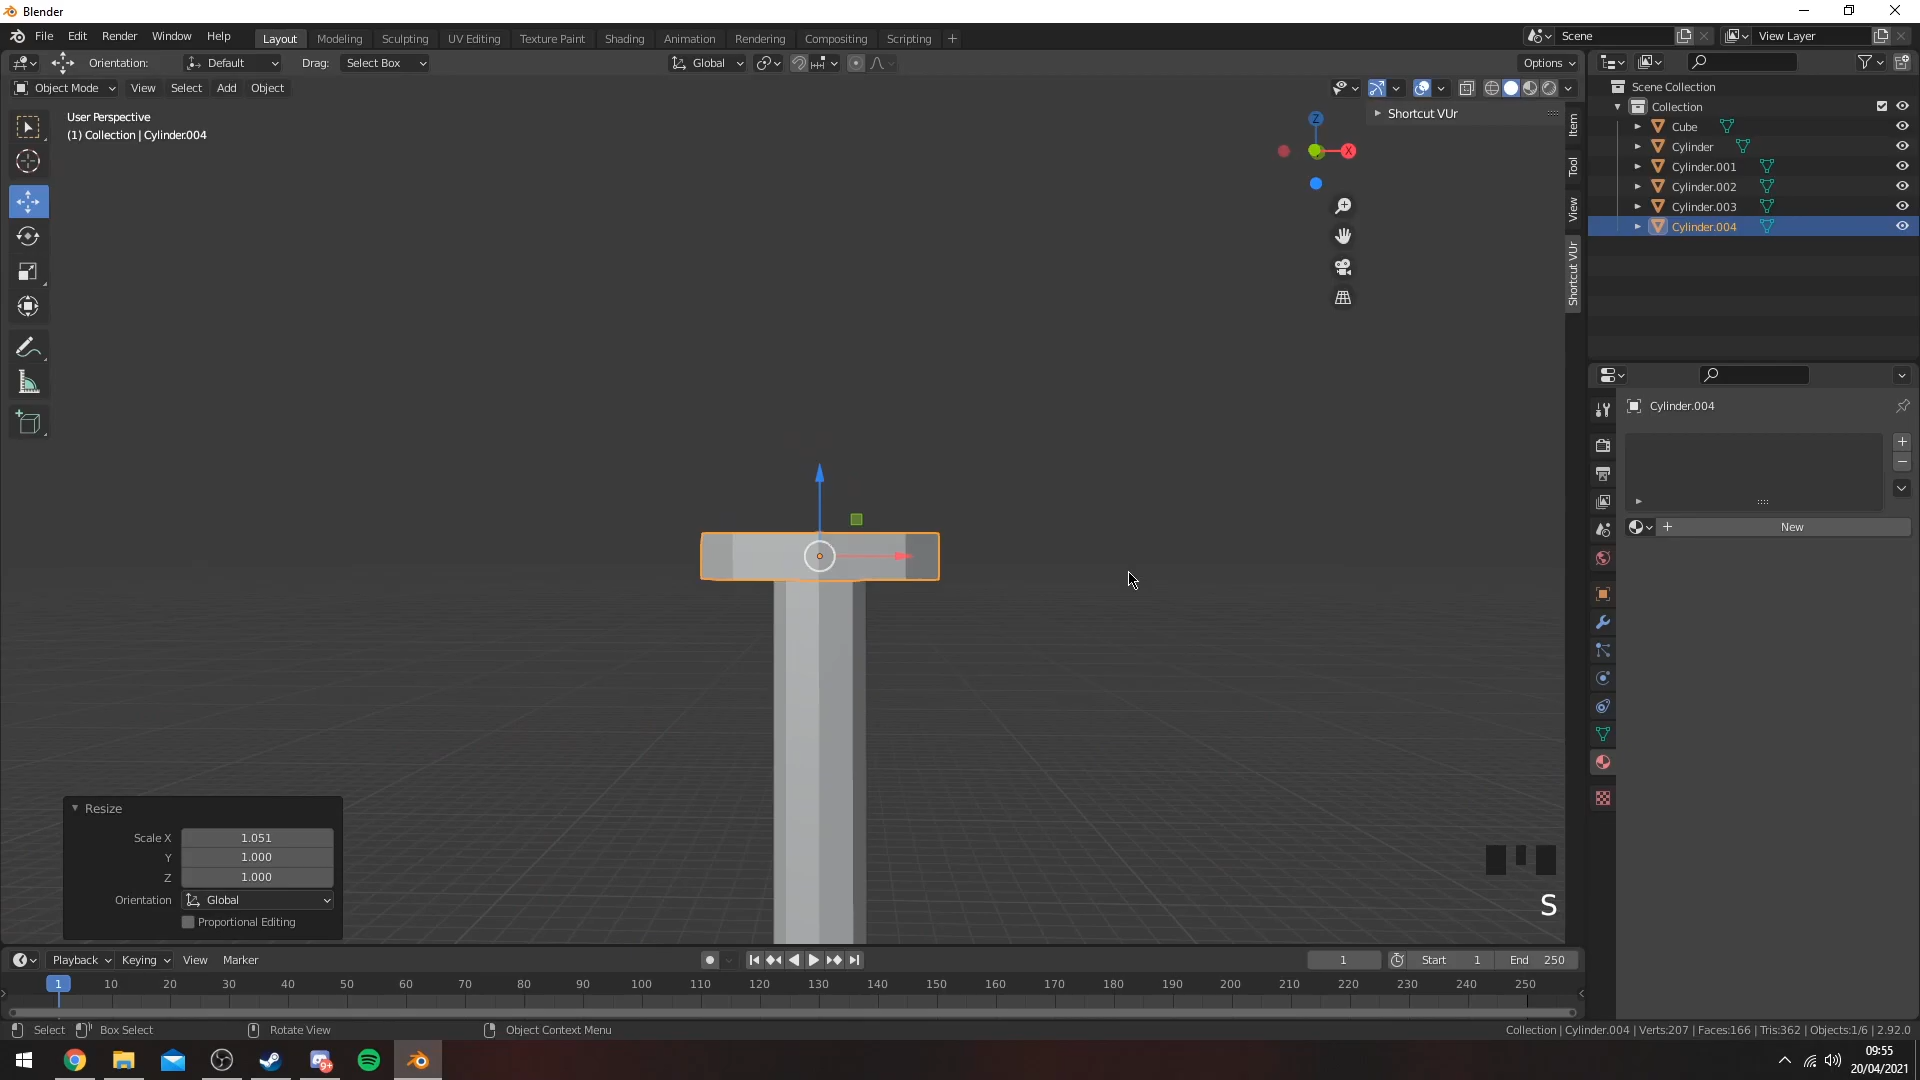 Blender
File Edit Render Window Help Layout Modeling Sculpting UV Editing Texture Paint Shading Animation Rendering Compositing Scripting + Scene View Layer
Orientation: Default Drag: Select Box Global Options
Object Mode View Select Add Object
User Perspective
(1) Collection | Cylinder.004
Z
X
Shortcut VUr
Item
Tool
View
Shortcut VUr
Scene Collection
Collection
Cube
Cylinder
Cylinder.001
Cylinder.002
Cylinder.003
Cylinder.004
Cylinder.004
+
−
+ New
Resize
Scale X 1.051
Y 1.000
Z 1.000
Orientation Global
Proportional Editing
S
Playback Keying View Marker 1 Start 1 End 250
1 10 20 30 40 50 60 70 80 90 100 110 120 130 140 150 160 170 180 190 200 210 220 230 240 250
Select Box Select Rotate View Object Context Menu Collection | Cylinder.004 | Verts:207 | Faces:166 | Tris:362 | Objects:1/6 | 2.92.0
9+
09:55
20/04/2021